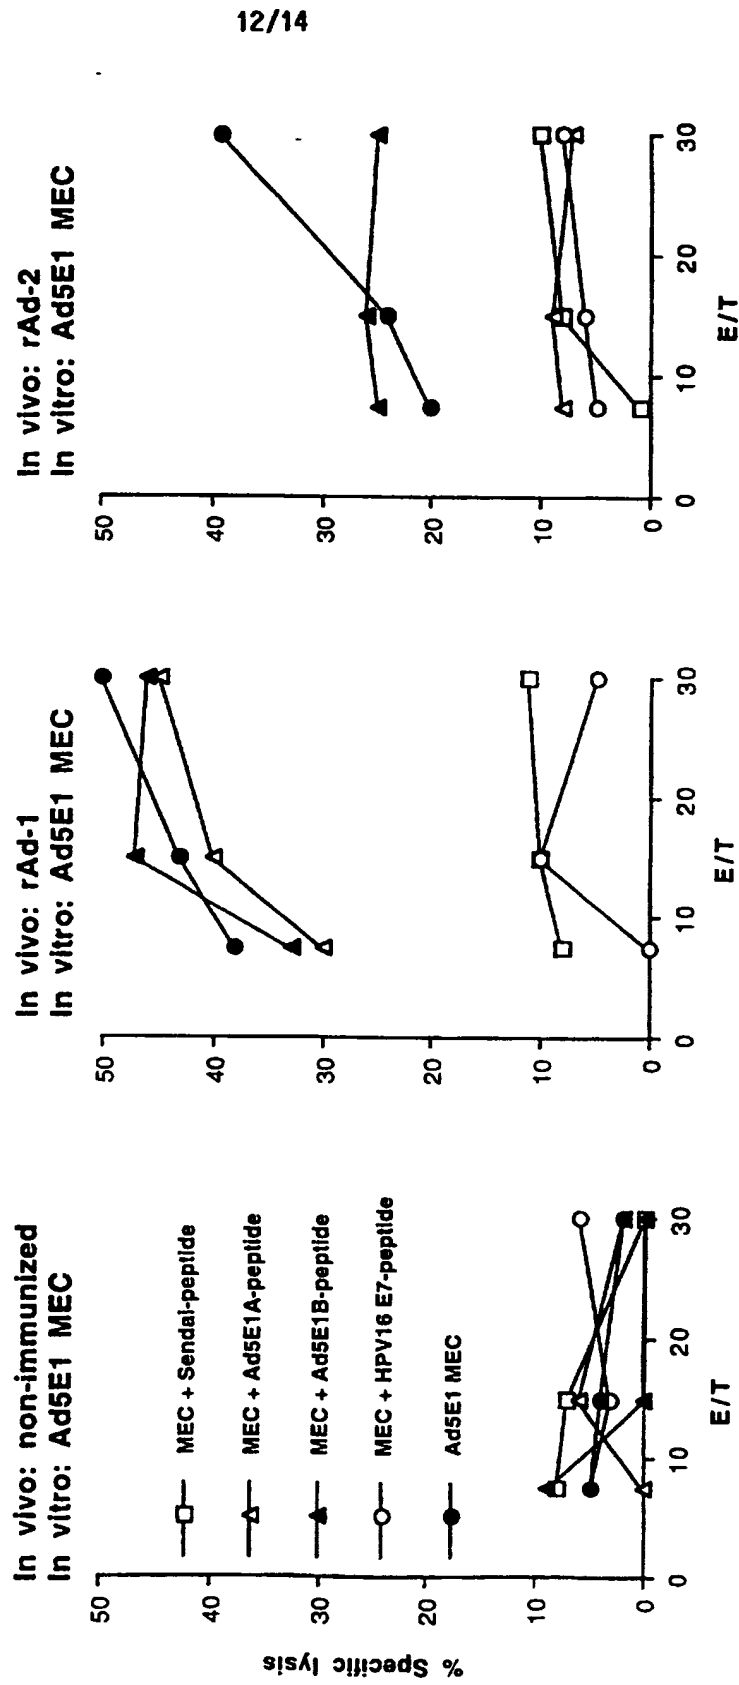 12/14
In vivo: non-immunized
In vitro: Ad5E1 MEC
% Specific lysis
50
40
30
20
10
0
MEC + Sendai-peptide
MEC + Ad5E1A-peptide
MEC + Ad5E1B-peptide
MEC + HPV16 E7-peptide
Ad5E1 MEC
0
10
20
30
E/T
In vivo: rAd-1
In vitro: Ad5E1 MEC
50
40
30
20
10
0
0
10
20
30
E/T
In vivo: rAd-2
In vitro: Ad5E1 MEC
50
40
30
20
10
0
0
10
20
30
E/T